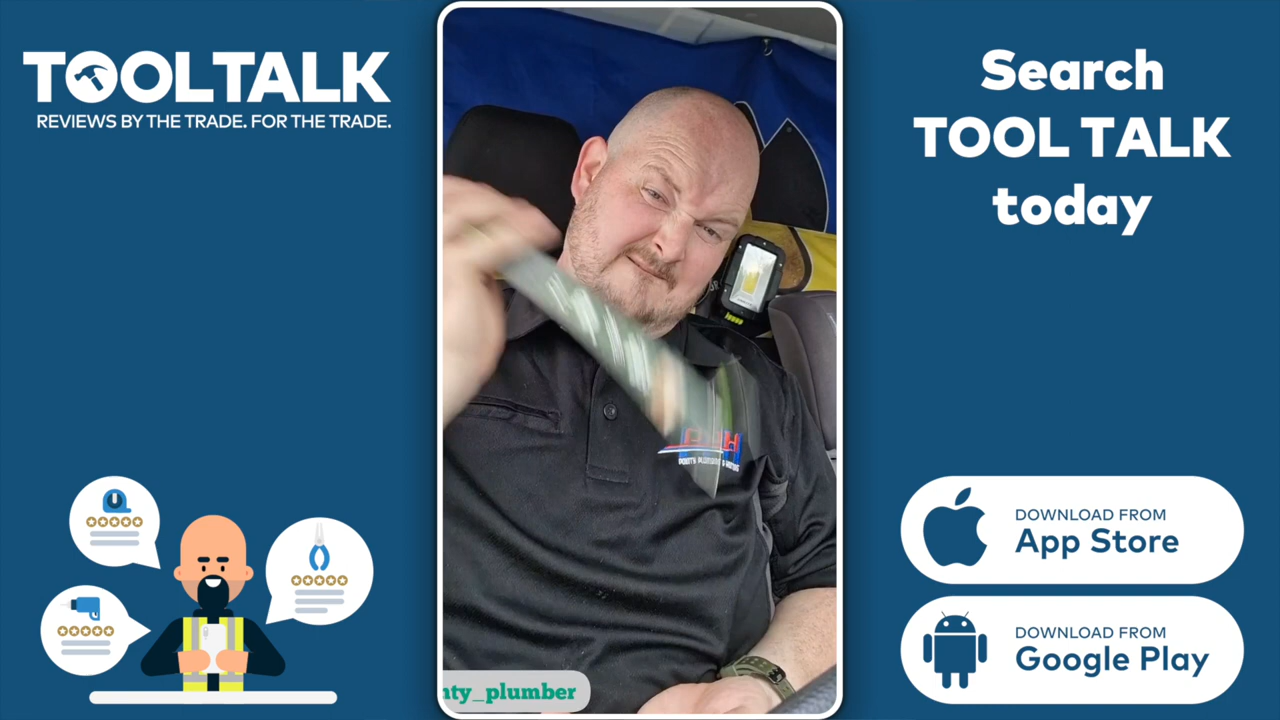 TOOLTALK
REVIEWS BY THE TRADE. FOR THE TRADE.
Search
TOOL TALK
today
nty_plumber
DOWNLOAD FROM
App Store
DOWNLOAD FROM
Google Play